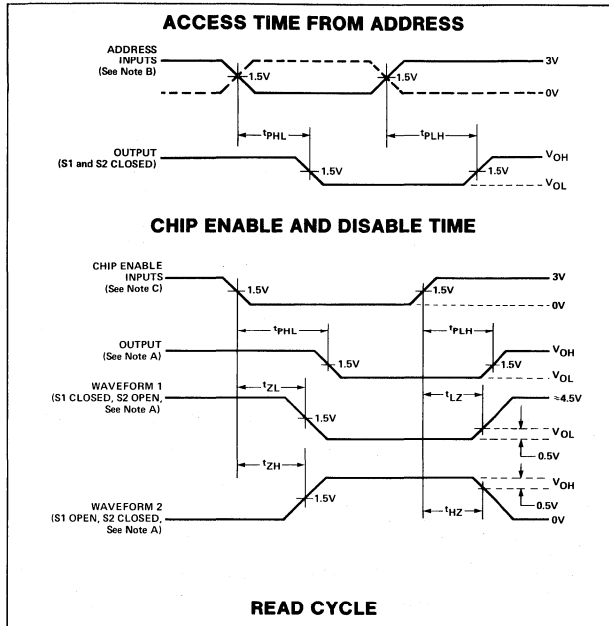 ACCESS TIME FROM ADDRESS
ADDRESS
INPUTS
(See Note B)
1.5V
1.5V
3V
0V
tPHL
tPLH
OUTPUT
(S1 and S2 CLOSED)
1.5V
1.5V
VOH
VOL
CHIP ENABLE AND DISABLE TIME
CHIP ENABLE
INPUTS
(See Note C)
1.5V
1.5V
3V
0V
tPHL
tPLH
OUTPUT
(See Note A)
1.5V
1.5V
VOH
VOL
WAVEFORM 1
(S1 CLOSED, S2 OPEN,
See Note A)
tZL
tLZ
1.5V
≈4.5V
VOL
0.5V
tZH
1.5V
VOH
0.5V
WAVEFORM 2
(S1 OPEN, S2 CLOSED,
See Note A)
tHZ
0V
READ CYCLE